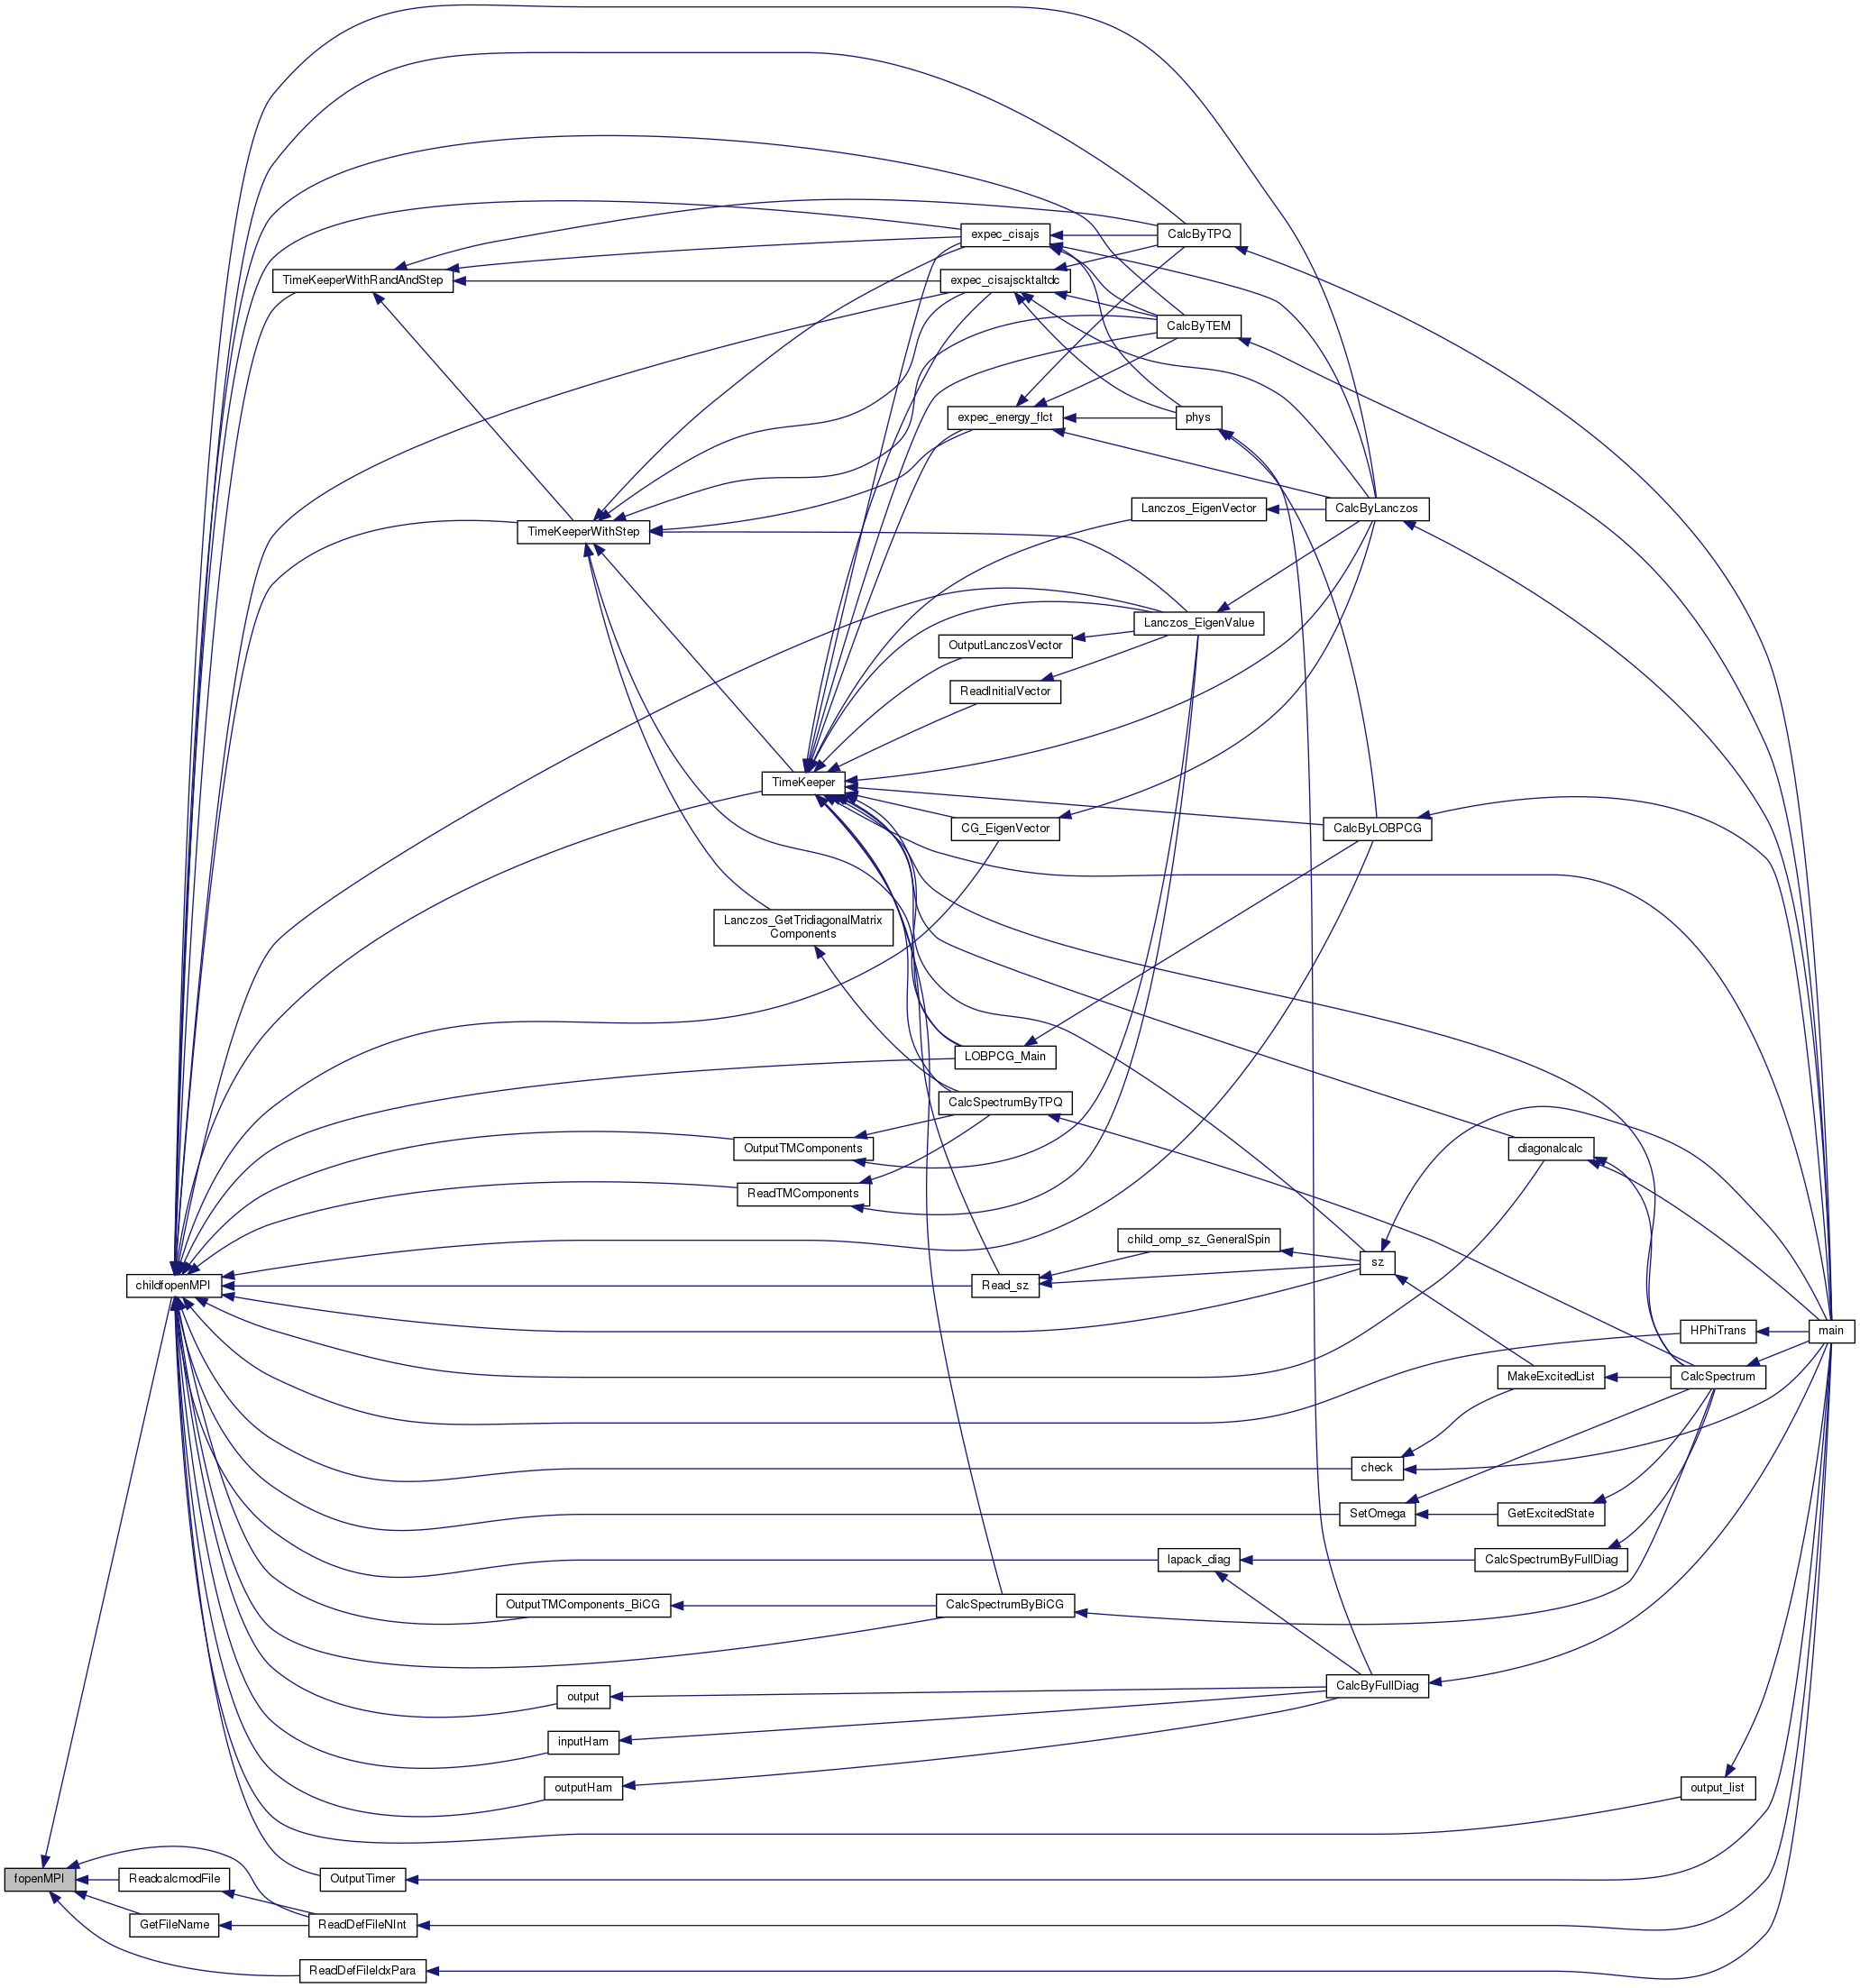 expec_cisajs
CalcByTPQ
TimeKeeperWithRandAndStep
expec_cisajscktaltdc
CalcByTEM
expec_energy_flct
phys
Lanczos_EigenVector
CalcByLanczos
TimeKeeperWithStep
Lanczos_EigenValue
OutputLanczosVector
ReadInitialVector
TimeKeeper
CG_EigenVector
CalcByLOBPCG
Lanczos_GetTridiagonalMatrix
Components
LOBPCG_Main
CalcSpectrumByTPQ
OutputTMComponents
diagonalcalc
ReadTMComponents
child_omp_sz_GeneralSpin
sz
childfopenMPI
Read_sz
HPhiTrans
main
MakeExcitedList
CalcSpectrum
check
SetOmega
GetExcitedState
lapack_diag
CalcSpectrumByFullDiag
OutputTMComponents_BiCG
CalcSpectrumByBiCG
output
CalcByFullDiag
inputHam
outputHam
output_list
fopenMPI
ReadcalcmodFile
OutputTimer
GetFileName
ReadDefFileNInt
ReadDefFileIdxPara